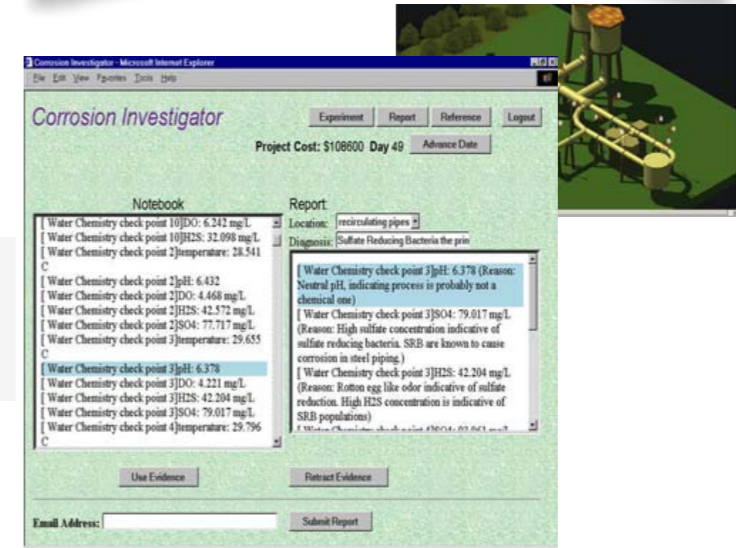 Corrosion Investigator - Microsoft Internet Explorer
File Edit View Favorites Tools Help
Corrosion Investigator
Experiment Report Reference Logout
Project Cost: $108600 Day 49 Advance Date
Notebook
[ Water Chemistry check point 10]DO: 6.242 mg/L
[ Water Chemistry check point 10]H2S: 32.098 mg/L
[ Water Chemistry check point 2]temperature: 28.541
C
[ Water Chemistry check point 2]pH: 6.432
[ Water Chemistry check point 2]DO: 4.468 mg/L
[ Water Chemistry check point 2]H2S: 42.572 mg/L
[ Water Chemistry check point 2]SO4: 77.717 mg/L
[ Water Chemistry check point 3]temperature: 29.655
C
[ Water Chemistry check point 3]pH: 6.378
[ Water Chemistry check point 3]DO: 4.221 mg/L
[ Water Chemistry check point 3]H2S: 42.204 mg/L
[ Water Chemistry check point 3]SO4: 79.017 mg/L
[ Water Chemistry check point 4]temperature: 29.796
C
Use Evidence
Report:
Location: recirculating pipes
Diagnosis: Sulfate Reducing Bacteria the prin
[ Water Chemistry check point 3]pH: 6.378 (Reason:
Neutral pH, indicating process is probably not a
chemical one)
[ Water Chemistry check point 3]SO4: 79.017 mg/L
(Reason: High sulfate concentration indicative of
sulfate reducing bacteria. SRB are known to cause
corrosion in steel piping.)
[ Water Chemistry check point 3]H2S: 42.204 mg/L
(Reason: Rotton egg like odor indicative of sulfate
reduction. High H2S concentration is indicative of
SRB populations)
[ Water Chemistry check point 4]SO4:
Retract Evidence
Email Address:
Submit Report